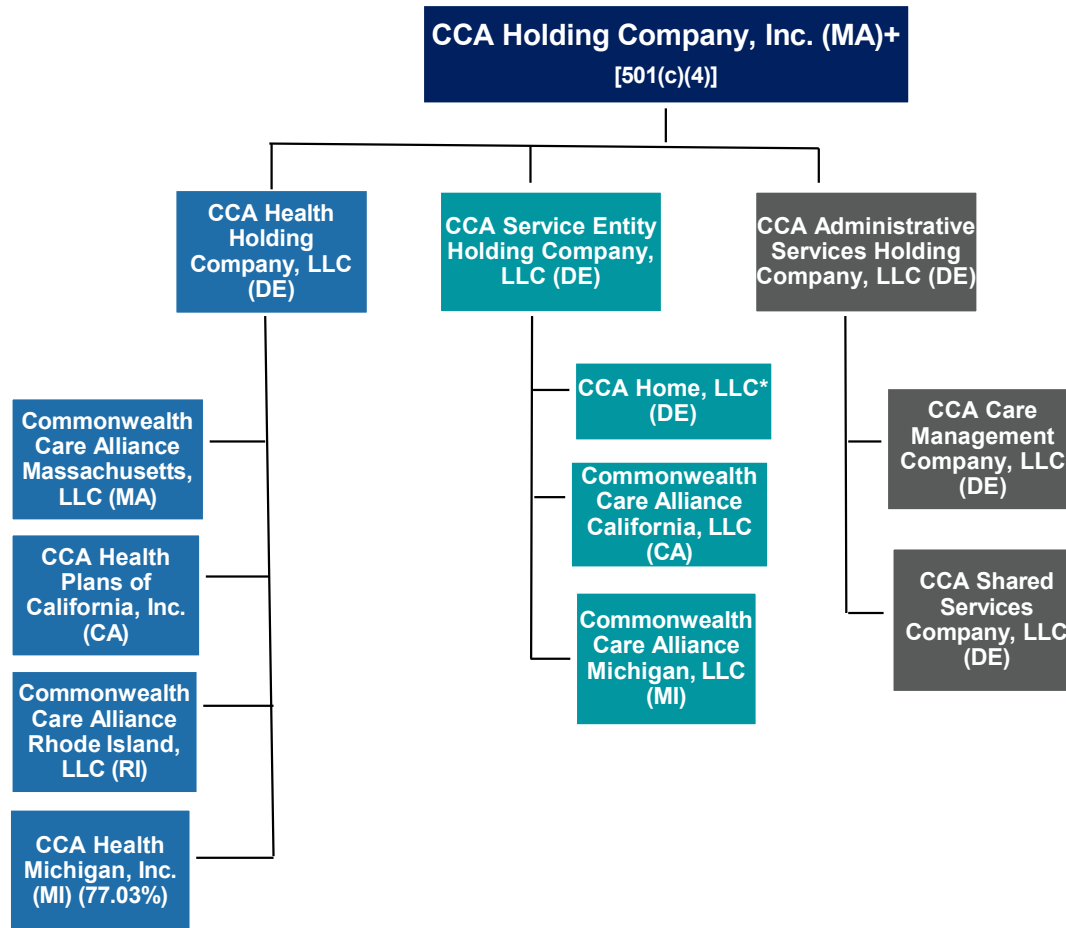 CCA Holding Company, Inc. (MA)+
[501(c)(4)]
CCA Health
Holding
Company, LLC
(DE)
CCA Service Entity
Holding Company,
LLC (DE)
CCA Administrative
Services Holding
Company, LLC (DE)
Commonwealth
Care Alliance
Massachusetts,
LLC (MA)
CCA Health
Plans of
California, Inc.
(CA)
Commonwealth
Care Alliance
Rhode Island,
LLC (RI)
CCA Health
Michigan, Inc.
(MI) (77.03%)
CCA Home, LLC*
(DE)
Commonwealth
Care Alliance
California, LLC
(CA)
Commonwealth
Care Alliance
Michigan, LLC
(MI)
CCA Care
Management
Company, LLC
(DE)
CCA Shared
Services
Company, LLC
(DE)